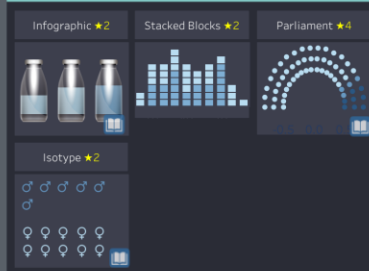 Infographic ★2
Stacked Blocks ★2
Parliament ★4
Isotype ★2